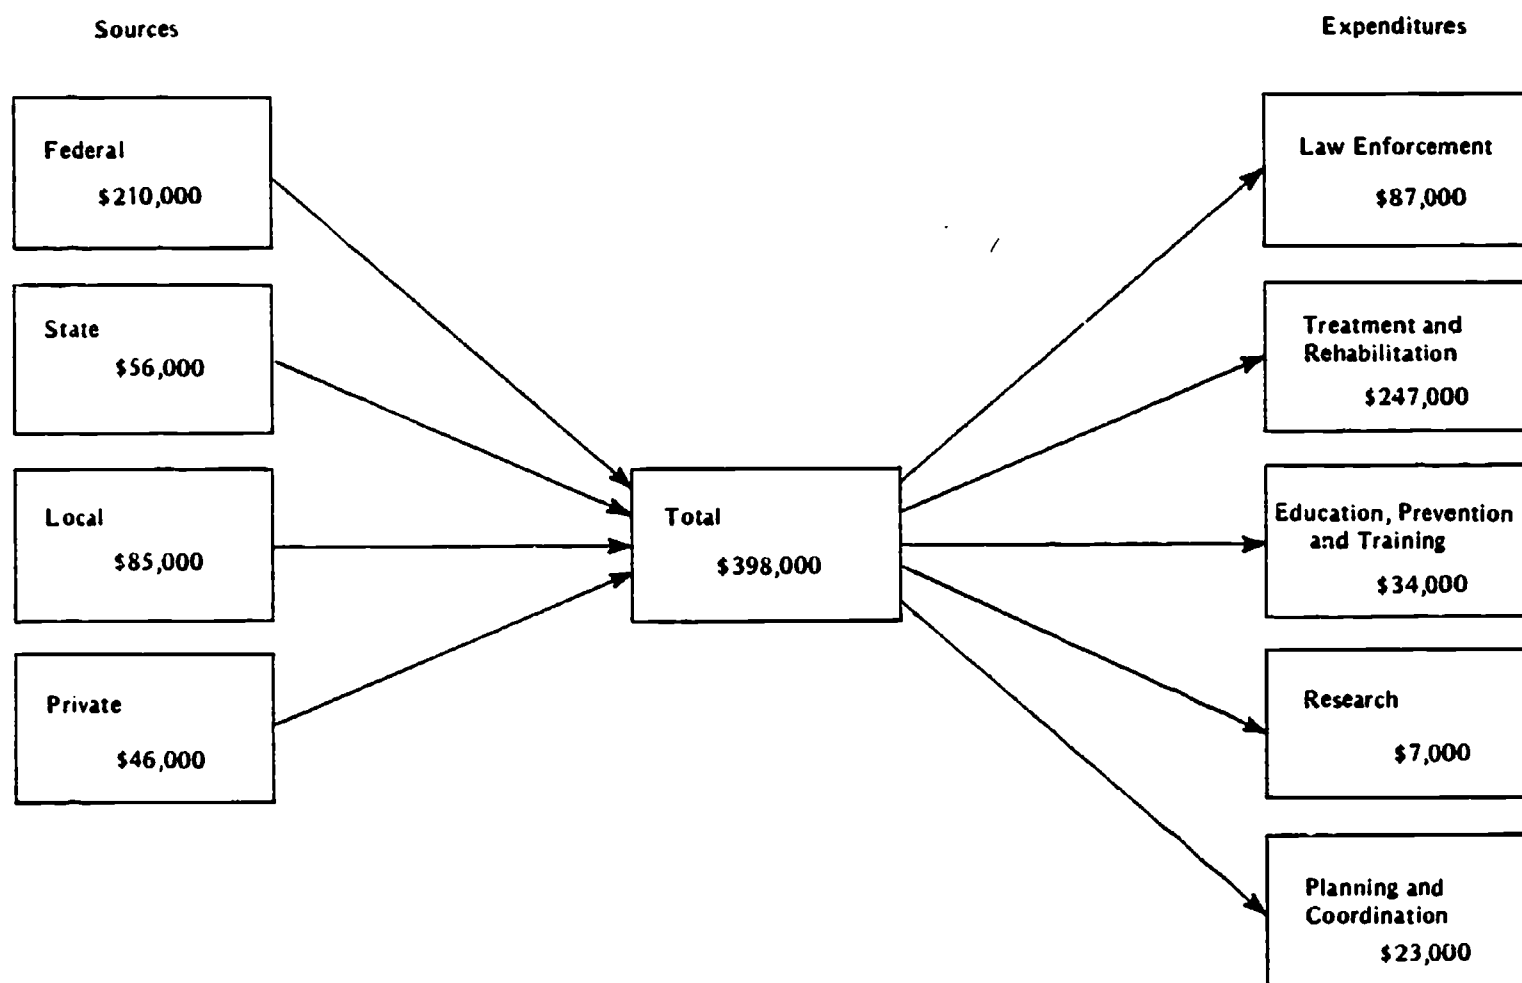 Sources
Expenditures
Federal
$210,000
State
$56,000
Local
$85,000
Private
$46,000
Total
$398,000
Law Enforcement
$87,000
Treatment and
Rehabilitation
$247,000
Education, Prevention
and Training
$34,000
Research
$7,000
Planning and
Coordination
$23,000